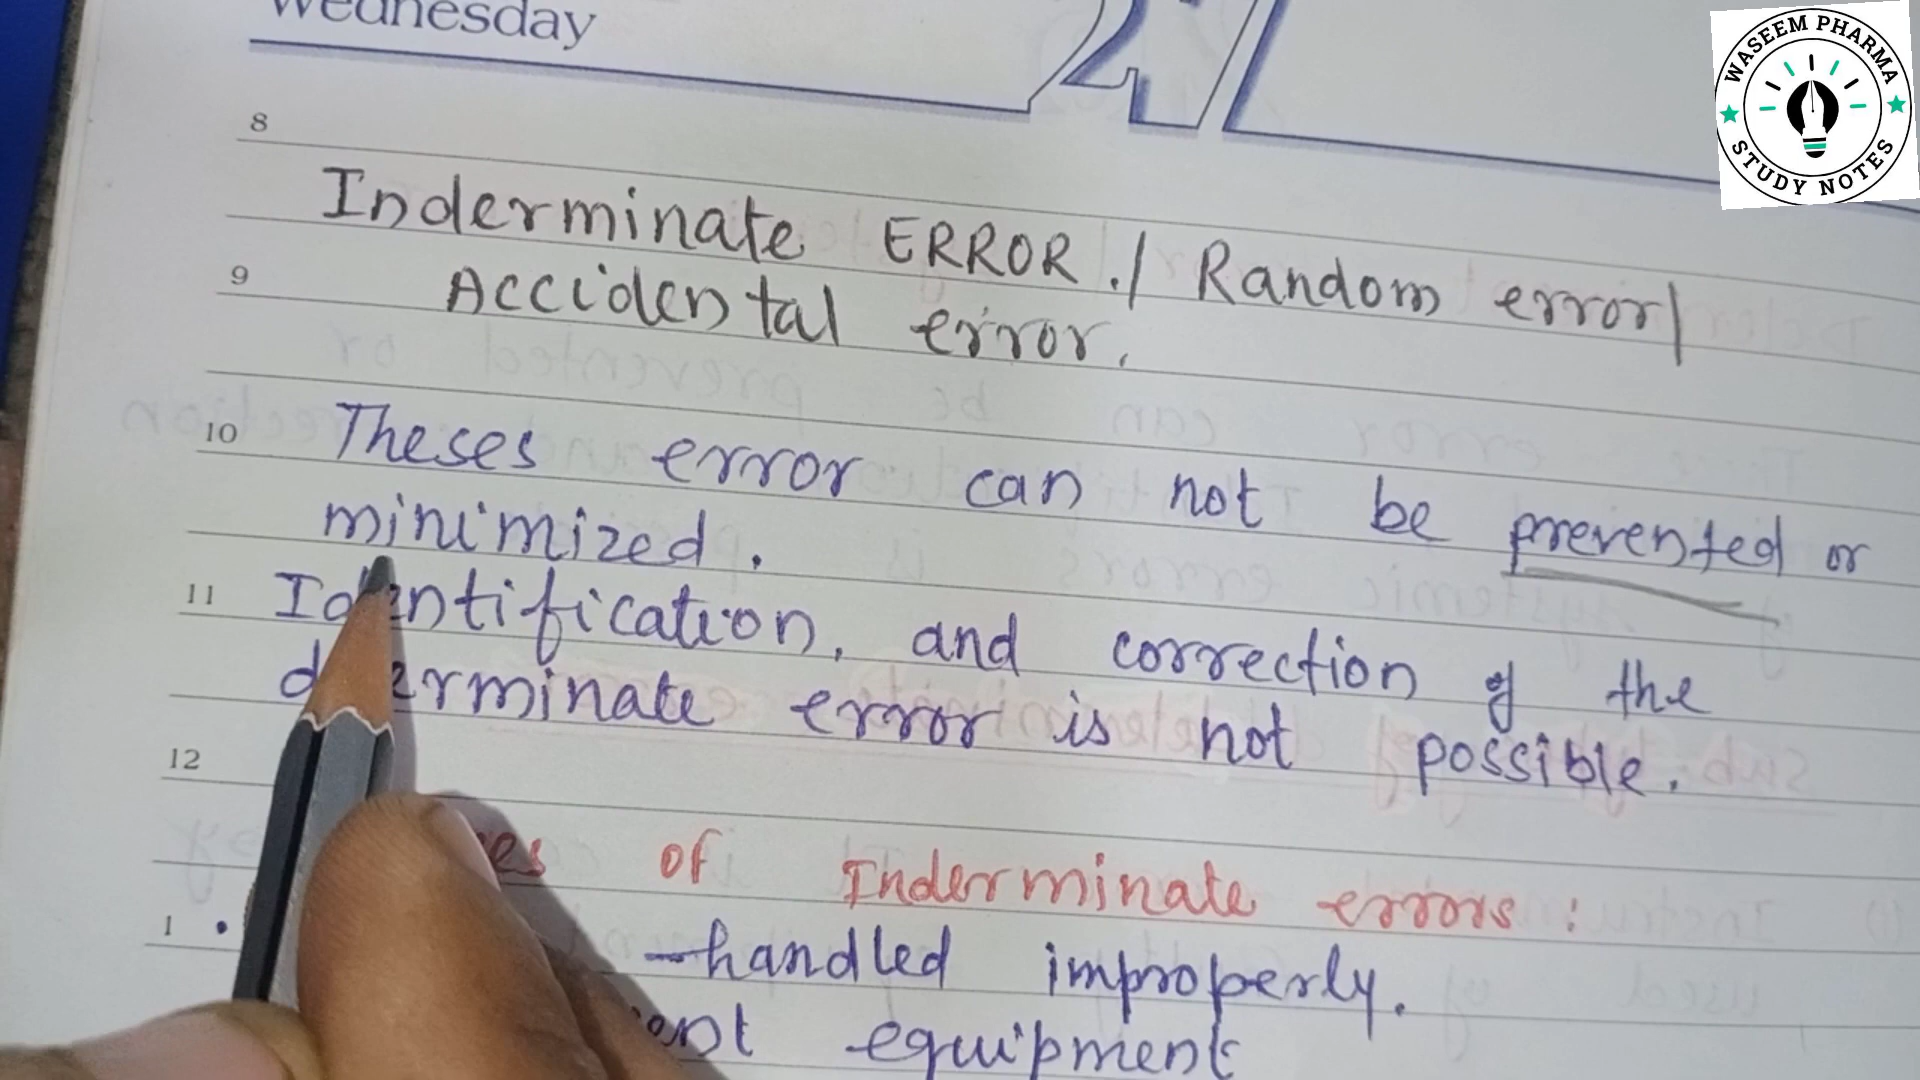 Wednesday
21
WASEEM PHARMA
STUDY NOTES
8
Inderminate ERROR./ Random error/
9
Accidental error.
10 Theses error can not be prevented or
minimized.
11 Identification, and correction of the
determinate error is not possible.
12
of Inderminate errors:
1 • handled improperly.
equipment